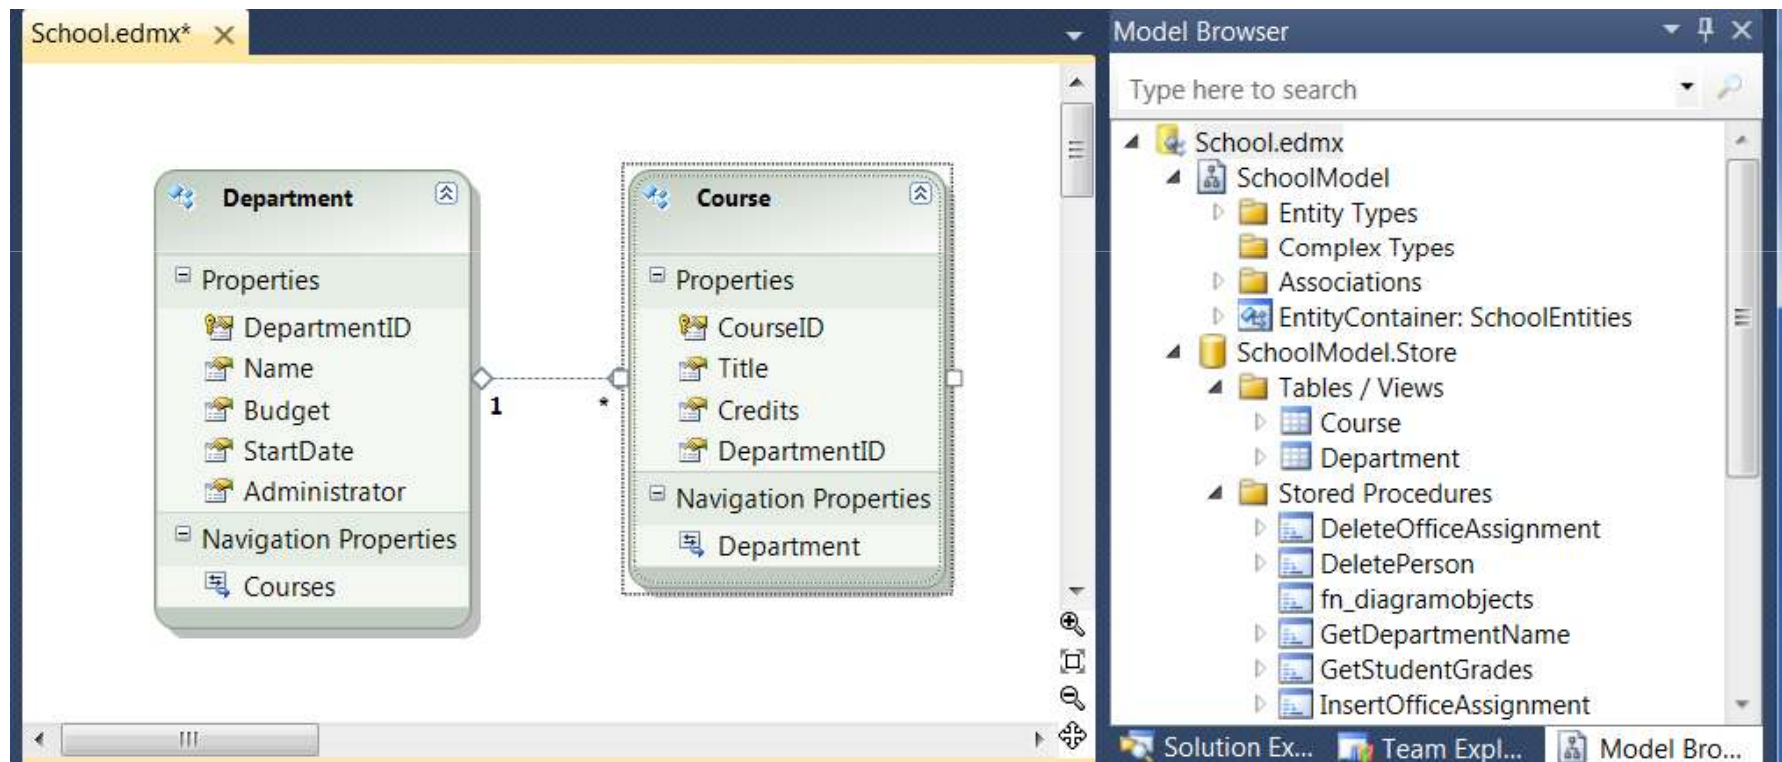 School.edmx*
Department
Properties
DepartmentID
Name
Budget
StartDate
Administrator
Navigation Properties
Courses
1
*
Course
Properties
CourseID
Title
Credits
DepartmentID
Navigation Properties
Department
Model Browser
Type here to search
School.edmx
SchoolModel
Entity Types
Complex Types
Associations
EntityContainer: SchoolEntities
SchoolModel.Store
Tables / Views
Course
Department
Stored Procedures
DeleteOfficeAssignment
DeletePerson
fn_diagramobjects
GetDepartmentName
GetStudentGrades
InsertOfficeAssignment
Solution Ex... Team Expl... Model Bro...